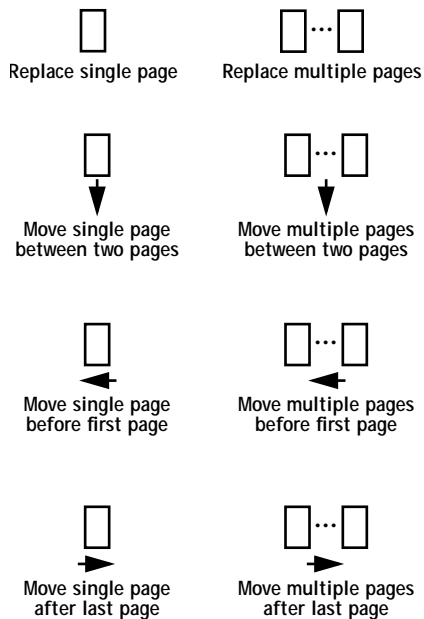 Replace single page
Replace multiple pages
Move single page
between two pages
Move multiple pages
between two pages
Move single page
before first page
Move multiple pages
before first page
Move single page
after last page
Move multiple pages
after last page